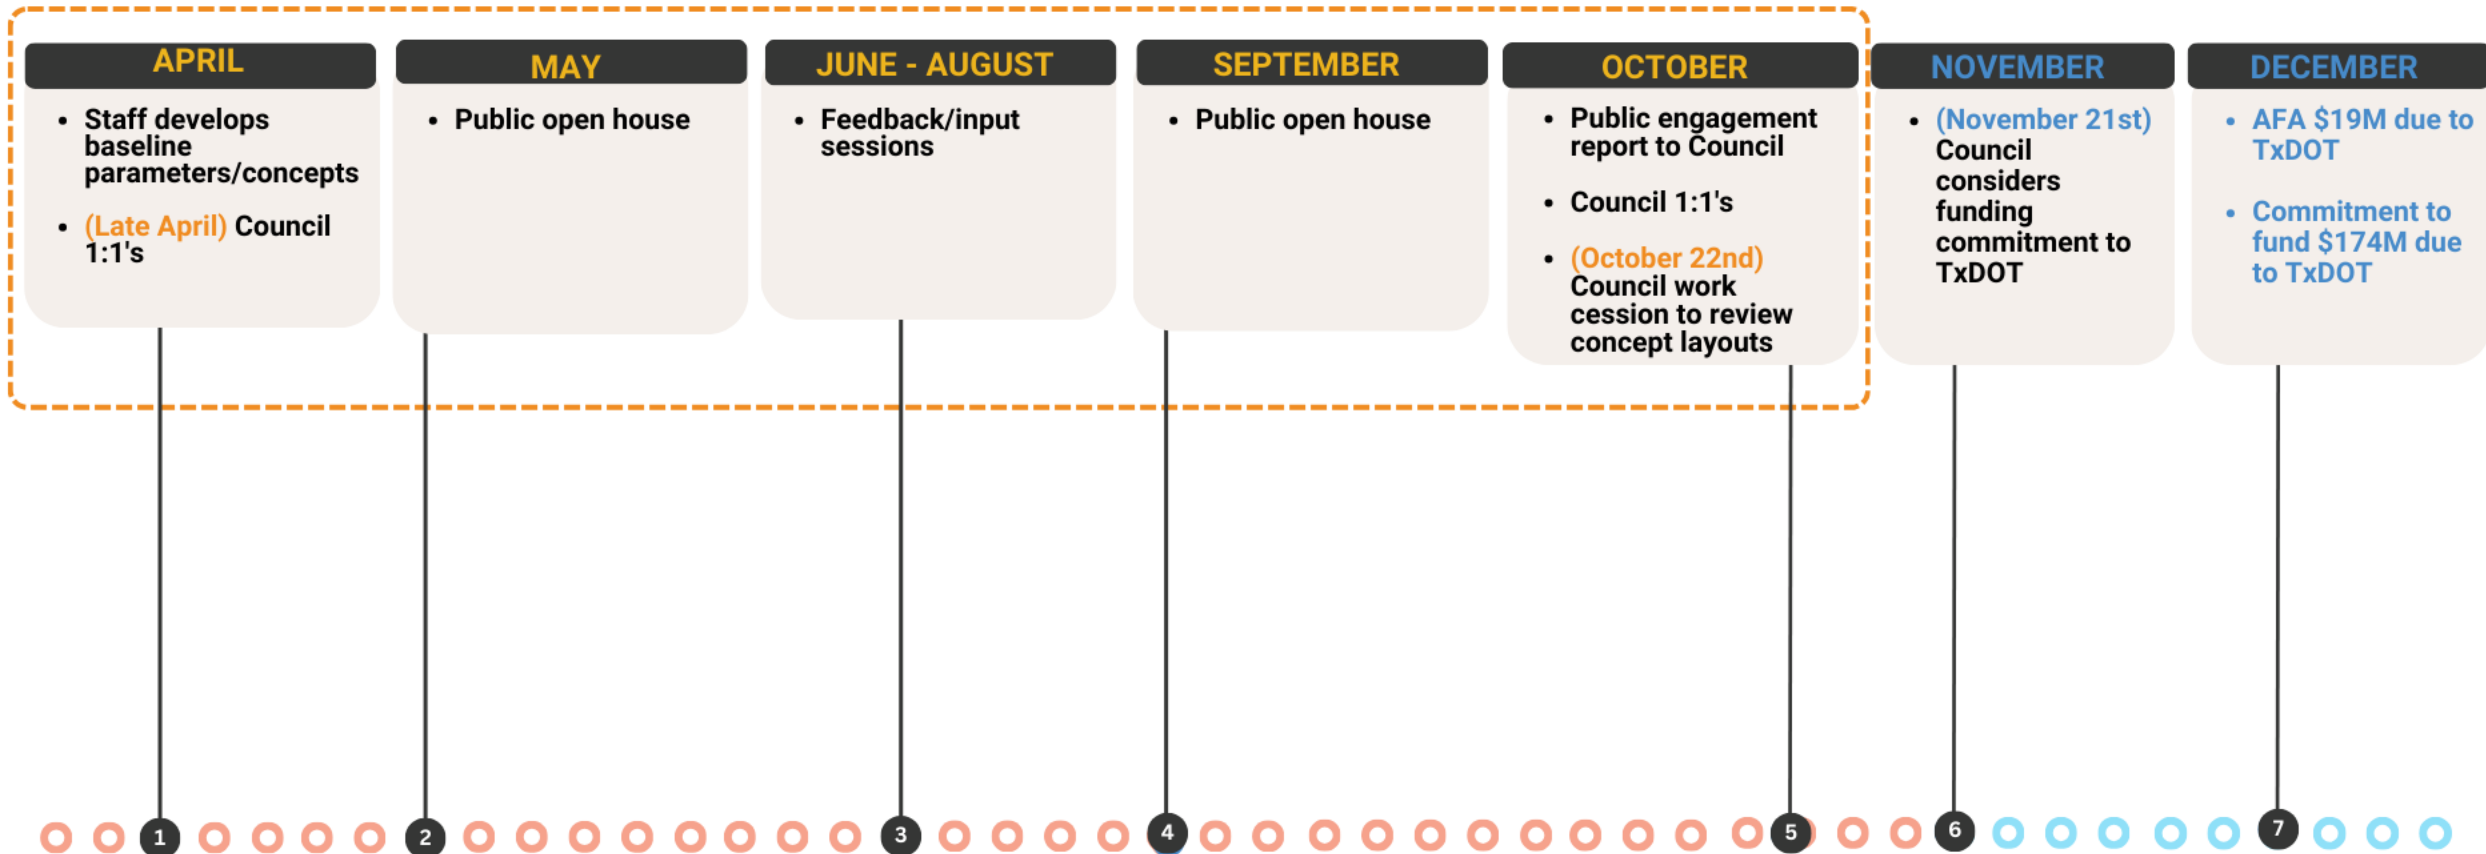 APRIL
• Staff develops
baseline
parameters/concepts
• (Late April) Council
1:1's
MAY
• Public open house
JUNE - AUGUST
• Feedback/input
sessions
SEPTEMBER
• Public open house
OCTOBER
• Public engagement
report to Council
• Council 1:1's
• (October 22nd)
Council work
cession to review
concept layouts
NOVEMBER
• (November 21st)
Council
considers
funding
commitment to
TxDOT
DECEMBER
• AFA $19M due to
TxDOT
• Commitment to
fund $174M due
to TxDOT
1
2
3
4
5
6
7